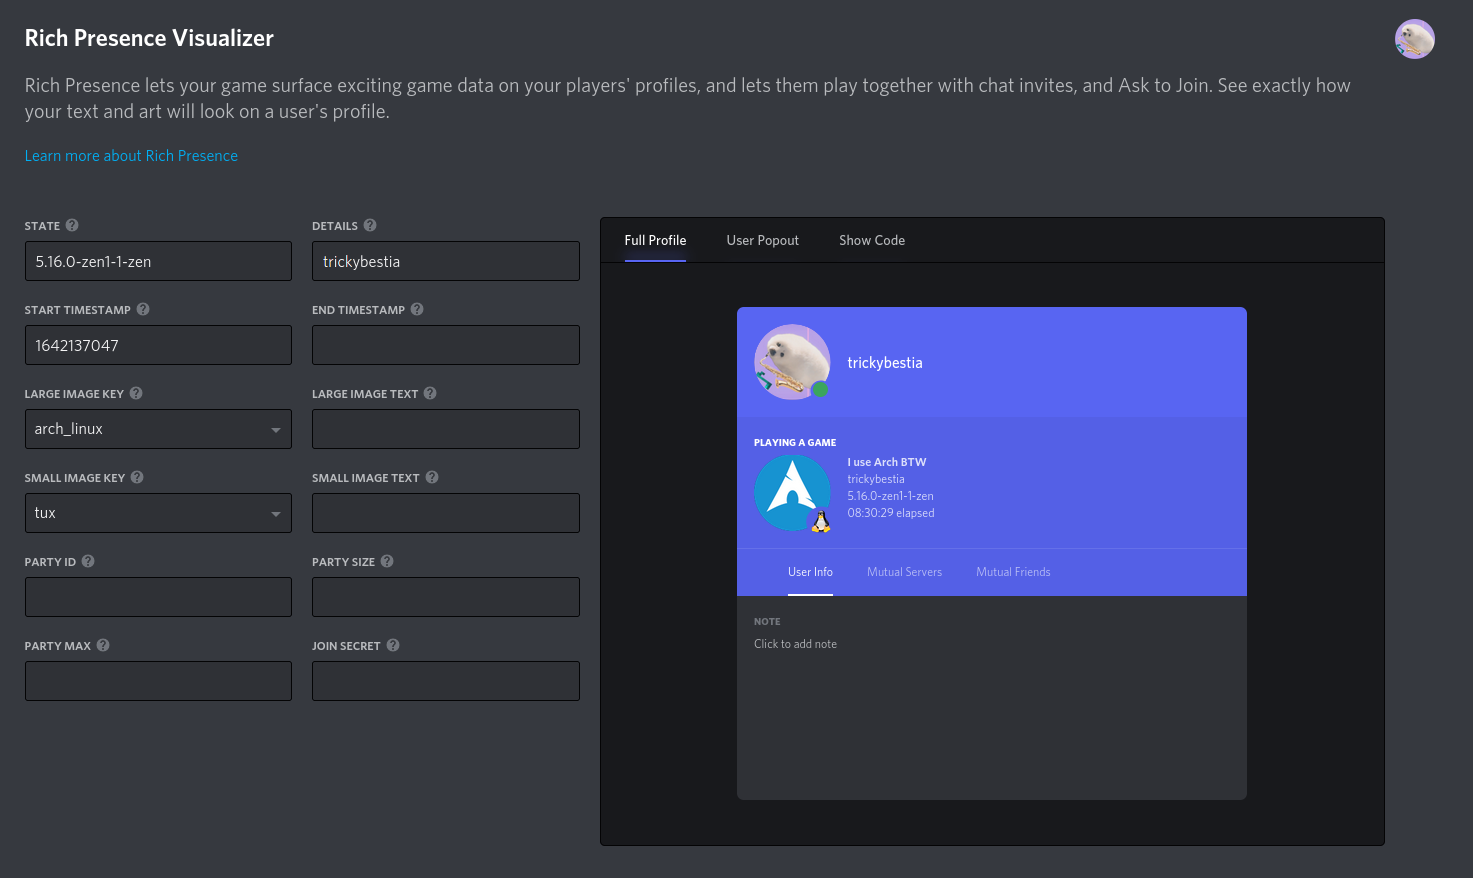 Rich Presence Visualizer
Rich Presence lets your game surface exciting game data on your players' profiles, and lets them play together with chat invites, and Ask to Join. See exactly how
your text and art will look on a user's profile.
Learn more about Rich Presence
STATE ?
DETAILS ?
5.16.0-zen1-1-zen
trickybestia
START TIMESTAMP ?
END TIMESTAMP ?
1642137047
LARGE IMAGE KEY ?
LARGE IMAGE TEXT ?
arch_linux
SMALL IMAGE KEY ?
SMALL IMAGE TEXT ?
tux
PARTY ID ?
PARTY SIZE ?
PARTY MAX ?
JOIN SECRET ?
Full Profile
User Popout
Show Code
trickybestia
PLAYING A GAME
I use Arch BTW
trickybestia
5.16.0-zen1-1-zen
08:30:29 elapsed
User Info
Mutual Servers
Mutual Friends
NOTE
Click to add note